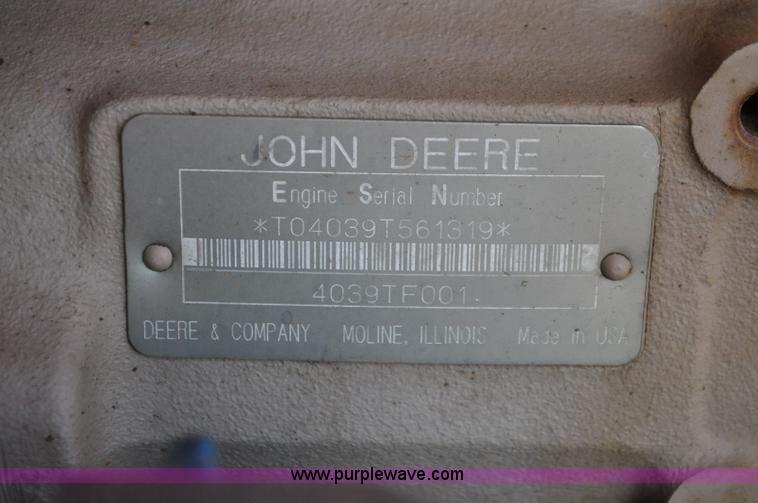 JOHN DEERE
Engine Serial Number
*T04039T561319*
4039TF001
DEERE & COMPANY MOLINE, ILLINOIS Made in USA
www.purplewave.com